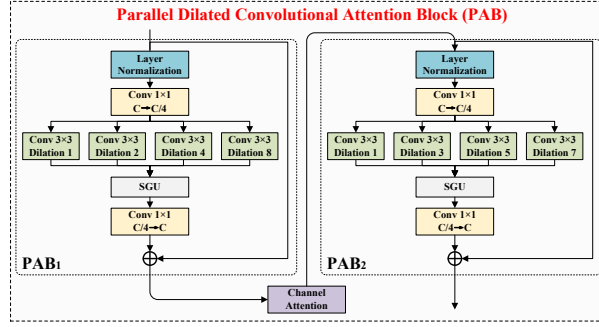 Parallel Dilated Convolutional Attention Block (PAB)
Layer
Normalization
Conv 1×1
C→C/4
Conv 3×3
Dilation 1
Conv 3×3
Dilation 2
Conv 3×3
Dilation 4
Conv 3×3
Dilation 8
SGU
Conv 1×1
C/4→C
PAB1
Channel
Attention
Layer
Normalization
Conv 1×1
C→C/4
Conv 3×3
Dilation 1
Conv 3×3
Dilation 3
Conv 3×3
Dilation 5
Conv 3×3
Dilation 7
SGU
Conv 1×1
C/4→C
PAB2